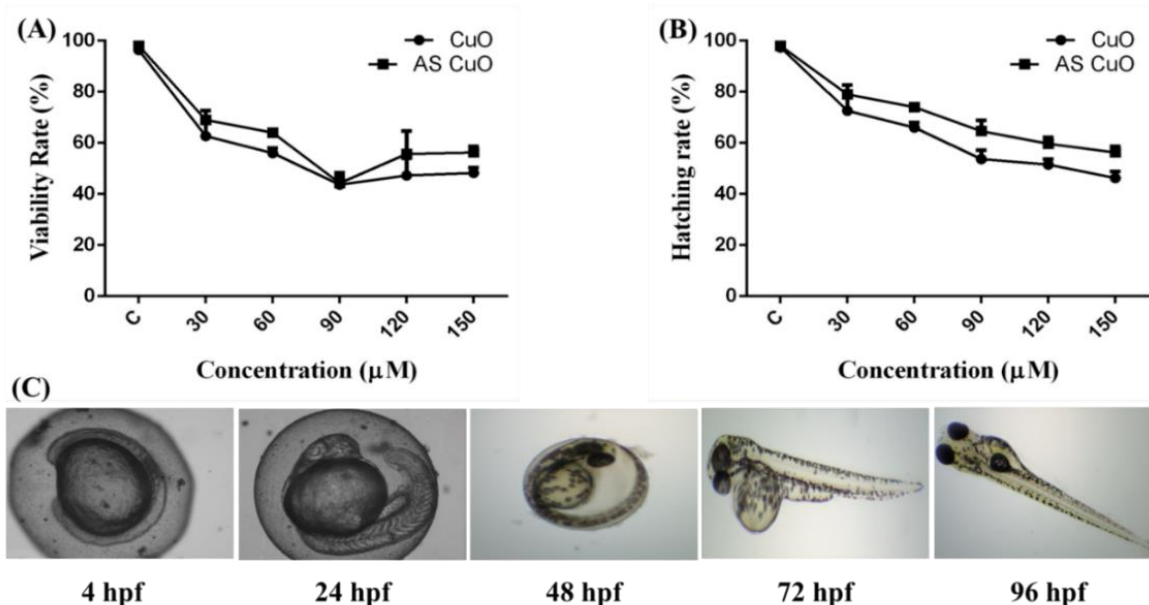 (A)
CuO
AS CuO
Viability Rate (%)
100
80
60
40
20
0
C 30 60 90 120 150
Concentration (μM)
(B)
CuO
AS CuO
Hatching rate (%)
100
80
60
40
20
0
C 30 60 90 120 150
Concentration (μM)
(C)
4 hpf 24 hpf 48 hpf 72 hpf 96 hpf